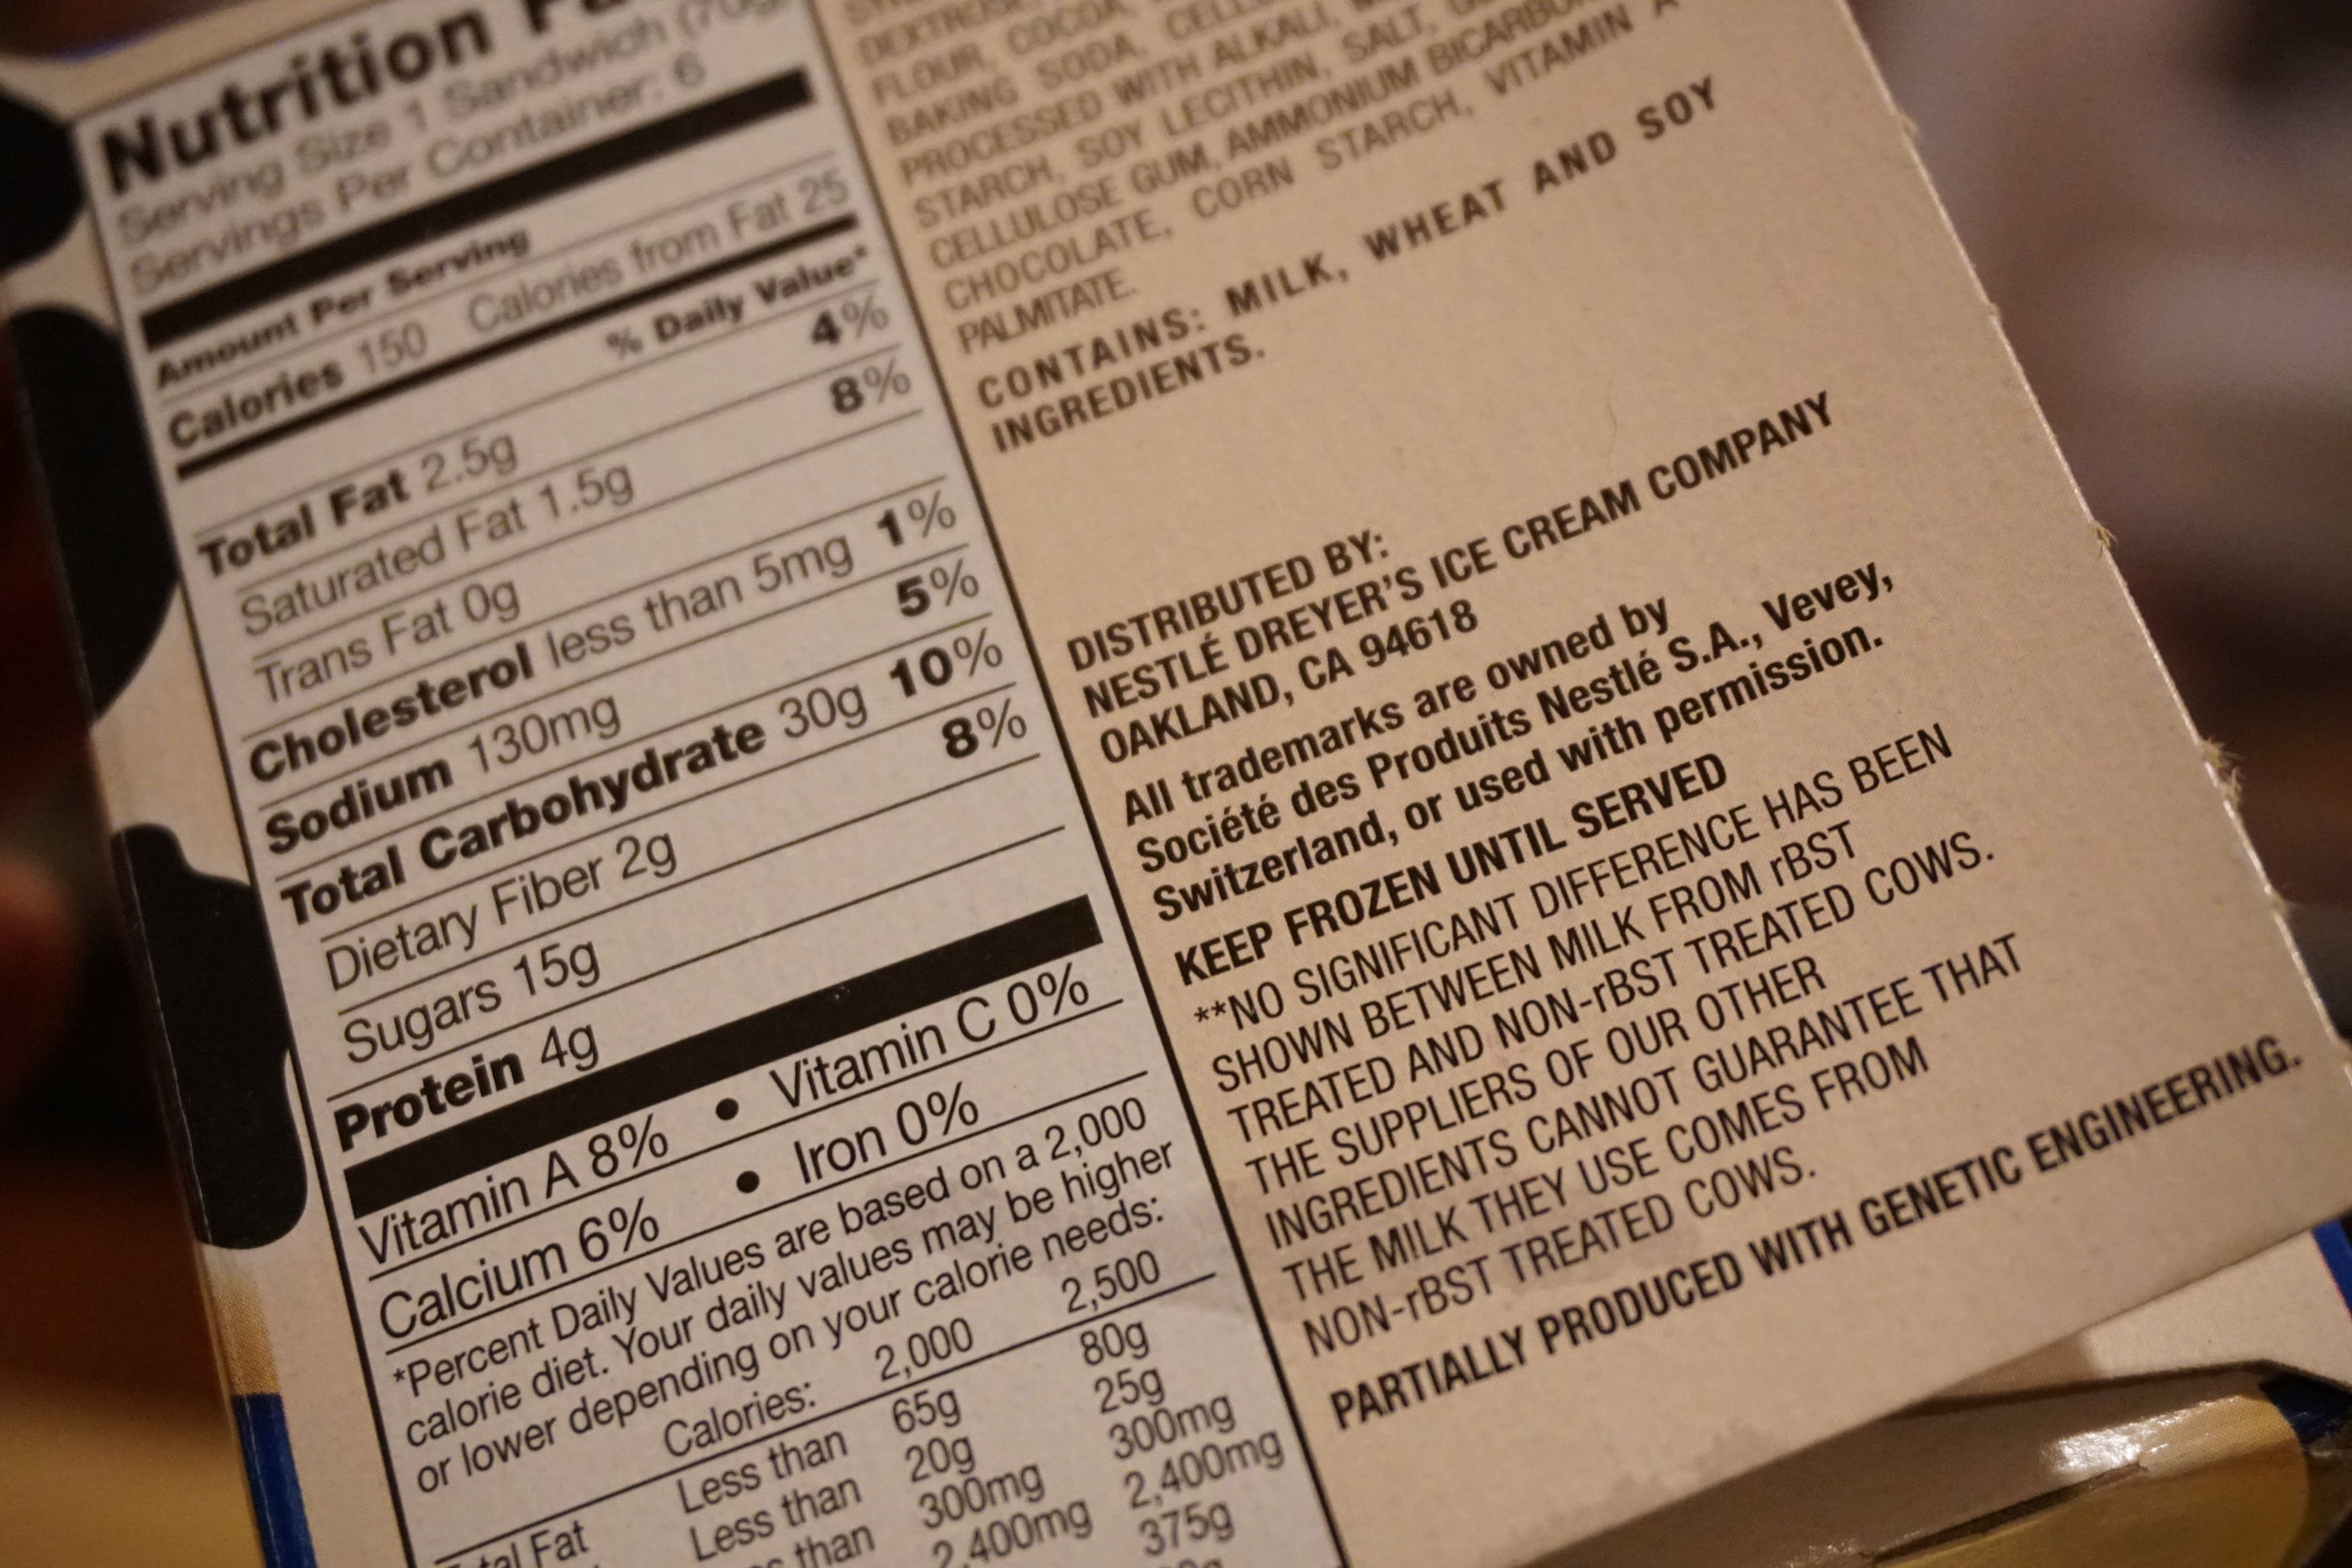 Nutrition Fa
Serving Size 1 Sandwich (70g)
Servings Per Container: 6
Amount Per Serving
Calories 150 Calories from Fat 25
% Daily Value*
Total Fat 2.5g 4%
Saturated Fat 1.5g 8%
Trans Fat 0g
Cholesterol less than 5mg 1%
Sodium 130mg 5%
Total Carbohydrate 30g 10%
Dietary Fiber 2g 8%
Sugars 15g
Protein 4g
Vitamin A 8% • Vitamin C 0%
Calcium 6% • Iron 0%
*Percent Daily Values are based on a 2,000
calorie diet. Your daily values may be higher
or lower depending on your calorie needs:
Calories: 2,000 2,500
Fat Less than 65g 80g
Less than 20g 25g
than 300mg 300mg
2,400mg 2,400mg
375g
DEXTROSE
FLOUR, COCOA
BAKING SODA,
PROCESSED WITH ALKALI,
STARCH, SOY LECITHIN, SALT,
CELLULOSE GUM, AMMONIUM
CHOCOLATE, CORN STARCH, VITAMIN A
PALMITATE.
CONTAINS: MILK, WHEAT AND SOY
INGREDIENTS.
DISTRIBUTED BY:
NESTLÉ DREYER'S ICE CREAM COMPANY
OAKLAND, CA 94618
All trademarks are owned by
Société des Produits Nestlé S.A., Vevey,
Switzerland, or used with permission.
KEEP FROZEN UNTIL SERVED
**NO SIGNIFICANT DIFFERENCE HAS BEEN
SHOWN BETWEEN MILK FROM rBST
TREATED AND NON-rBST TREATED COWS.
THE SUPPLIERS OF OUR OTHER
INGREDIENTS CANNOT GUARANTEE THAT
THE MILK THEY USE COMES FROM
NON-rBST TREATED COWS.
PARTIALLY PRODUCED WITH GENETIC ENGINEERING.